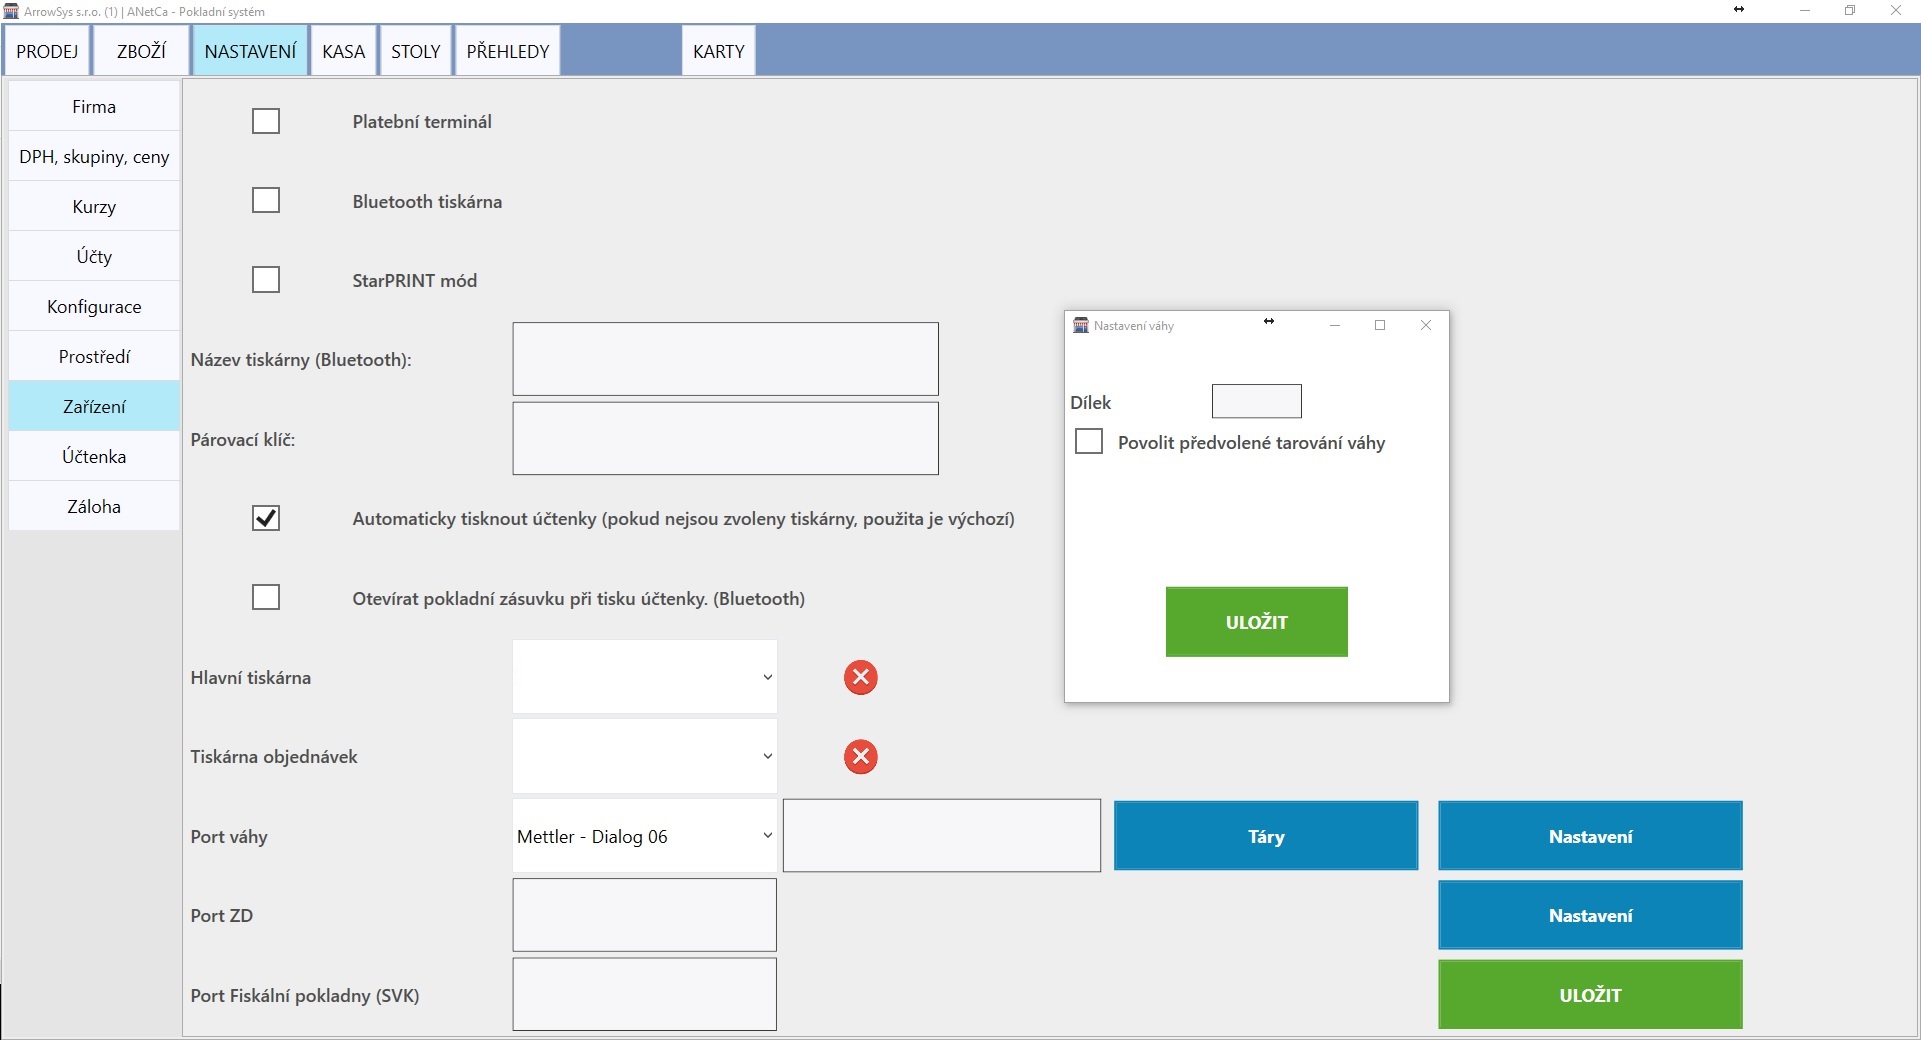 ArrowSys s.r.o. (1) | ANetCa - Pokladní systém
PRODEJ
ZBOŽÍ
NASTAVENÍ
KASA
STOLY
PŘEHLEDY
KARTY
Firma
DPH, skupiny, ceny
Kurzy
Účty
Konfigurace
Prostředí
Zařízení
Účtenka
Záloha
Platební terminál
Bluetooth tiskárna
StarPRINT mód
Název tiskárny (Bluetooth):
Párovací klíč:
Automaticky tisknout účtenky (pokud nejsou zvoleny tiskárny, použita je výchozí)
Otevírat pokladní zásuvku při tisku účtenky. (Bluetooth)
Hlavní tiskárna
Tiskárna objednávek
Port váhy
Mettler - Dialog 06
Táry
Nastavení
Port ZD
Nastavení
Port Fiskální pokladny (SVK)
ULOŽIT
Nastavení váhy
Dílek
Povolit předvolené tarování váhy
ULOŽIT